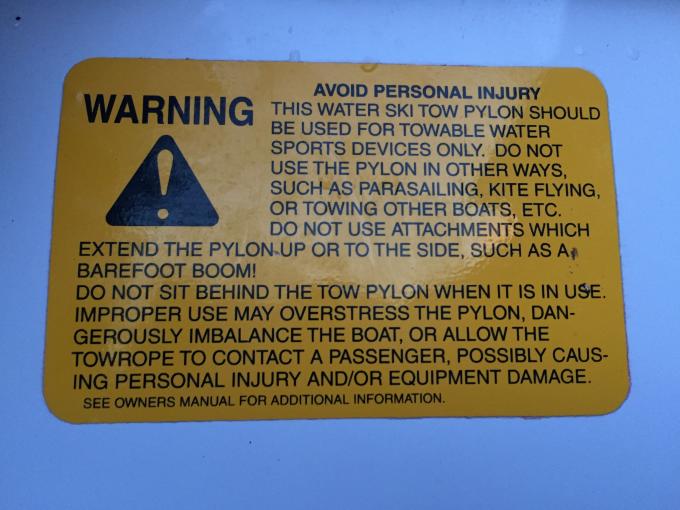 AVOID PERSONAL INJURY
WARNING
THIS WATER SKI TOW PYLON SHOULD
BE USED FOR TOWABLE WATER
SPORTS DEVICES ONLY. DO NOT
USE THE PYLON IN OTHER WAYS,
SUCH AS PARASAILING, KITE FLYING,
OR TOWING OTHER BOATS, ETC.
DO NOT USE ATTACHMENTS WHICH
EXTEND THE PYLON UP OR TO THE SIDE, SUCH AS A
BAREFOOT BOOM!
DO NOT SIT BEHIND THE TOW PYLON WHEN IT IS IN USE.
IMPROPER USE MAY OVERSTRESS THE PYLON, DAN-
GEROUSLY IMBALANCE THE BOAT, OR ALLOW THE
TOWROPE TO CONTACT A PASSENGER, POSSIBLY CAUS-
ING PERSONAL INJURY AND/OR EQUIPMENT DAMAGE.
SEE OWNERS MANUAL FOR ADDITIONAL INFORMATION.